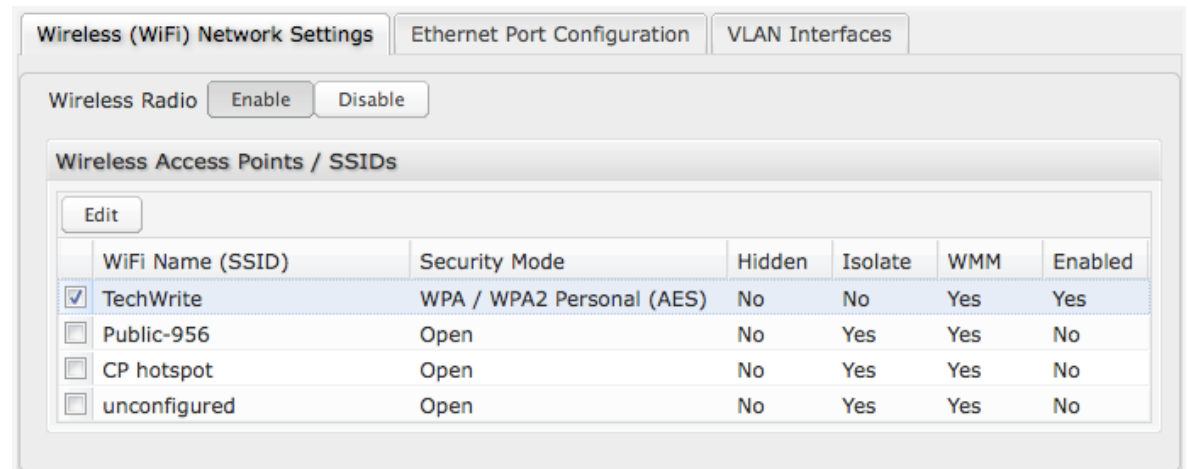 Wireless (WiFi) Network Settings Ethernet Port Configuration VLAN Interfaces
Wireless Radio Enable Disable
Wireless Access Points / SSIDs
Edit
WiFi Name (SSID) Security Mode Hidden Isolate WMM Enabled
TechWrite WPA / WPA2 Personal (AES) No No Yes Yes
Public-956 Open No Yes Yes No
CP hotspot Open No Yes Yes No
unconfigured Open No Yes Yes No